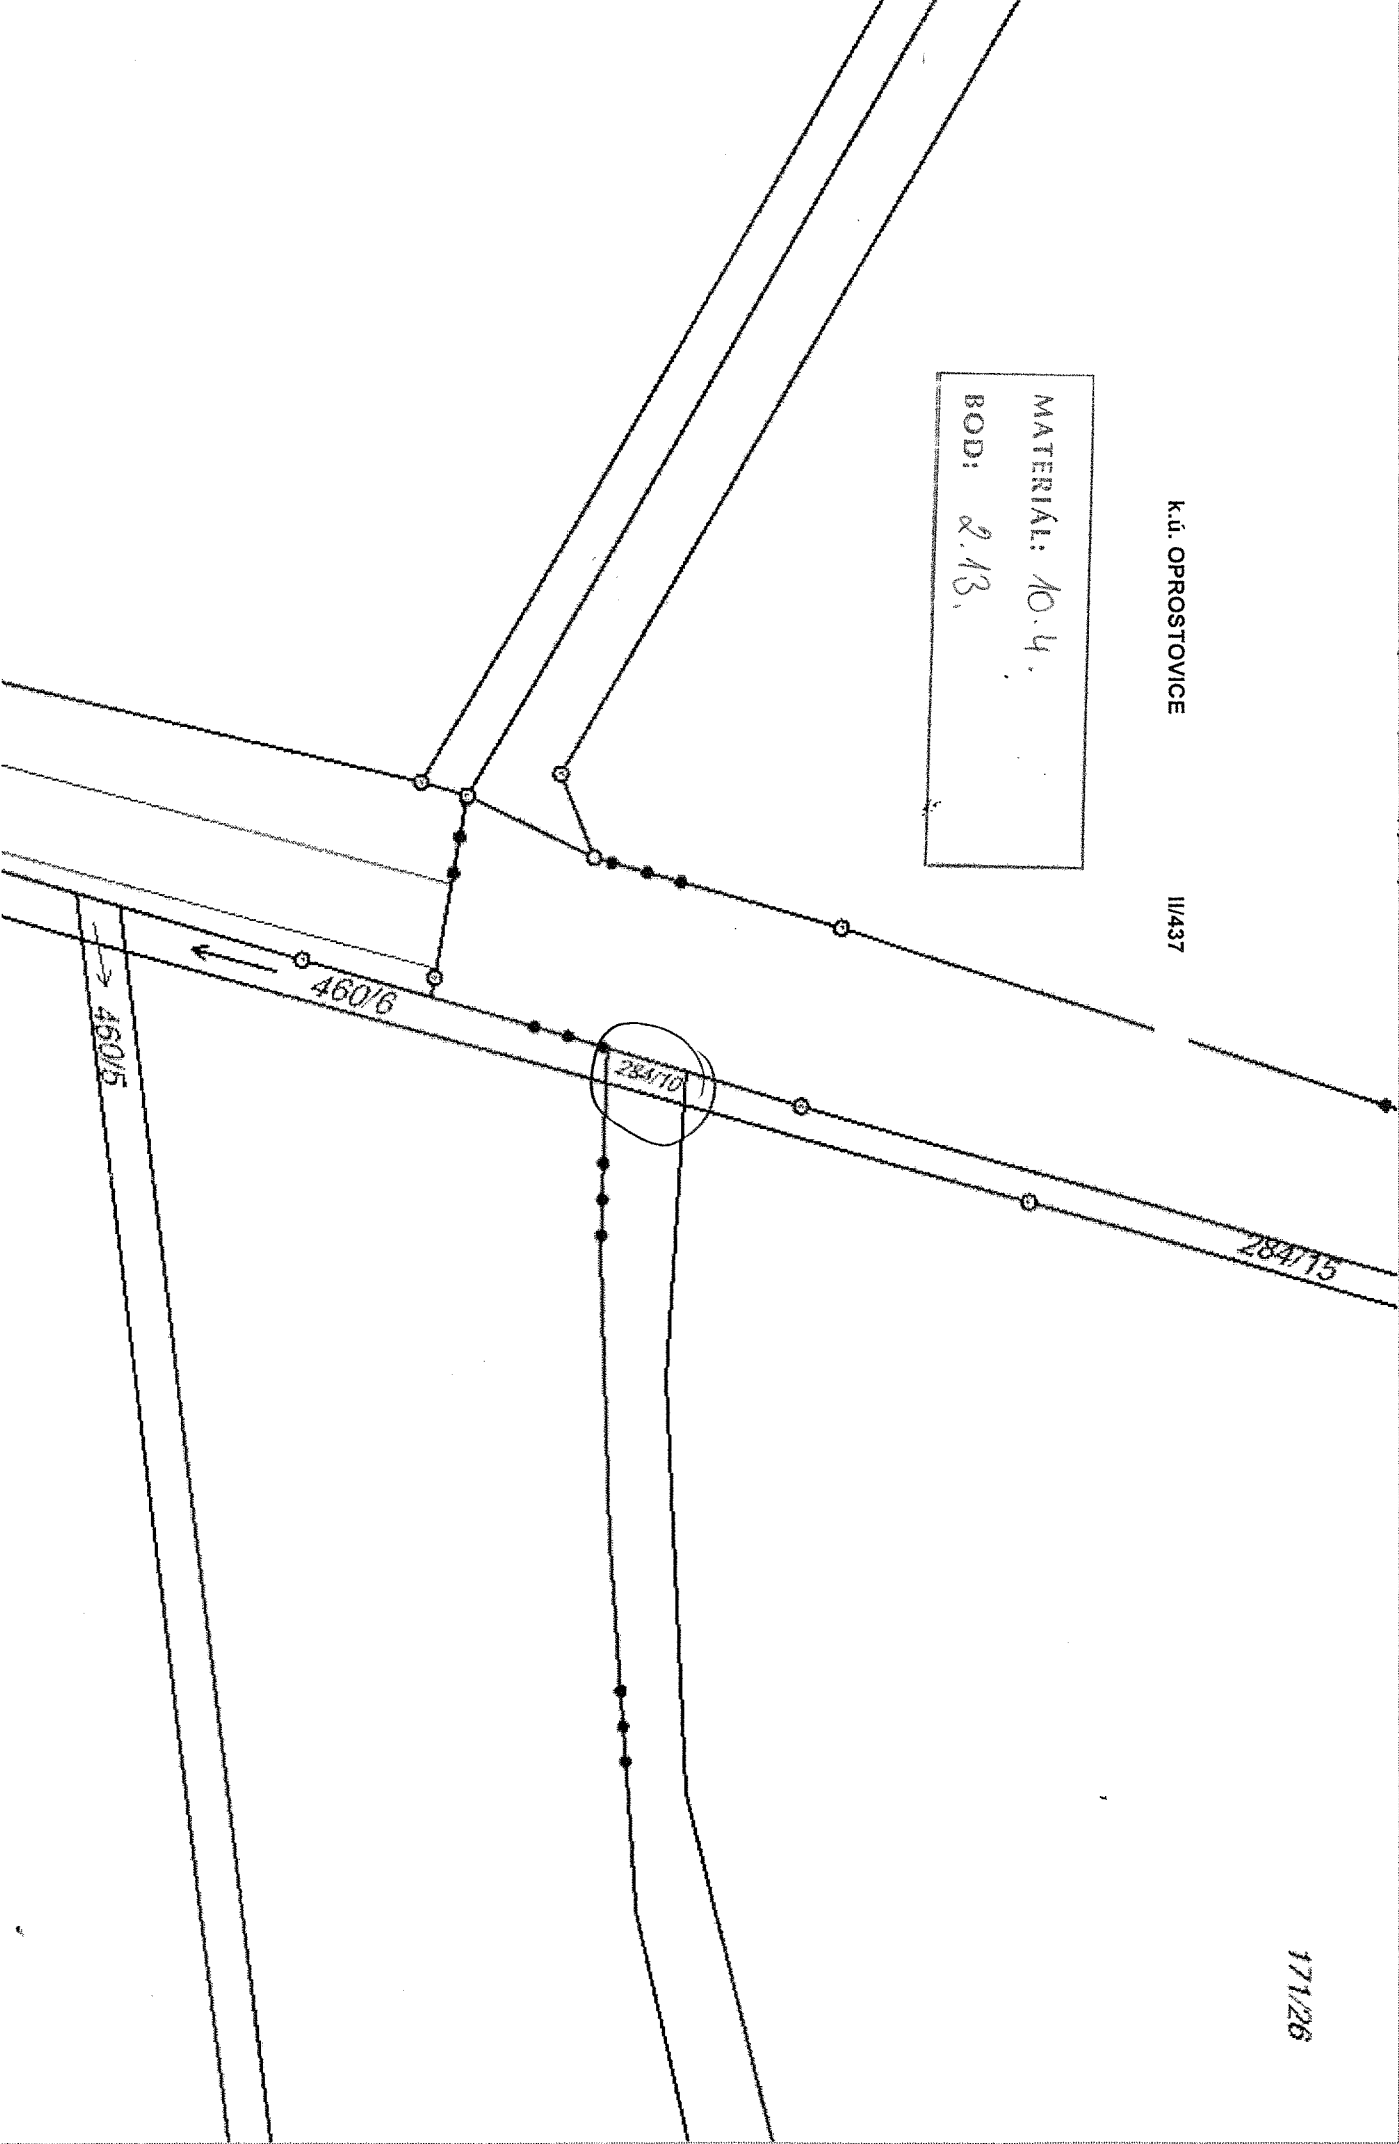 k.ú. OPROSTOVICE
II/437
MATERIÁL: 10.4.
BOD: 2.13.
171/26
284/15
284/10
460/6
460/5